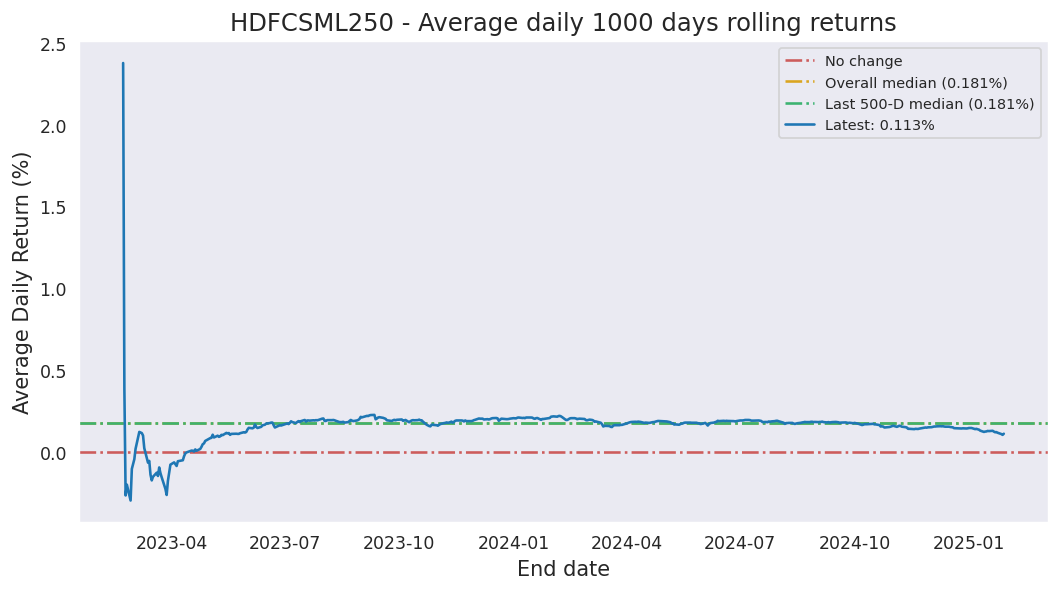 HDFCSML250 - Average daily 1000 days rolling returns
No change
Overall median (0.181%)
Last 500-D median (0.181%)
Latest: 0.113%
Average Daily Return (%)
2.5
2.0
1.5
1.0
0.5
0.0
2023-04 2023-07 2023-10 2024-01 2024-04 2024-07 2024-10 2025-01
End date